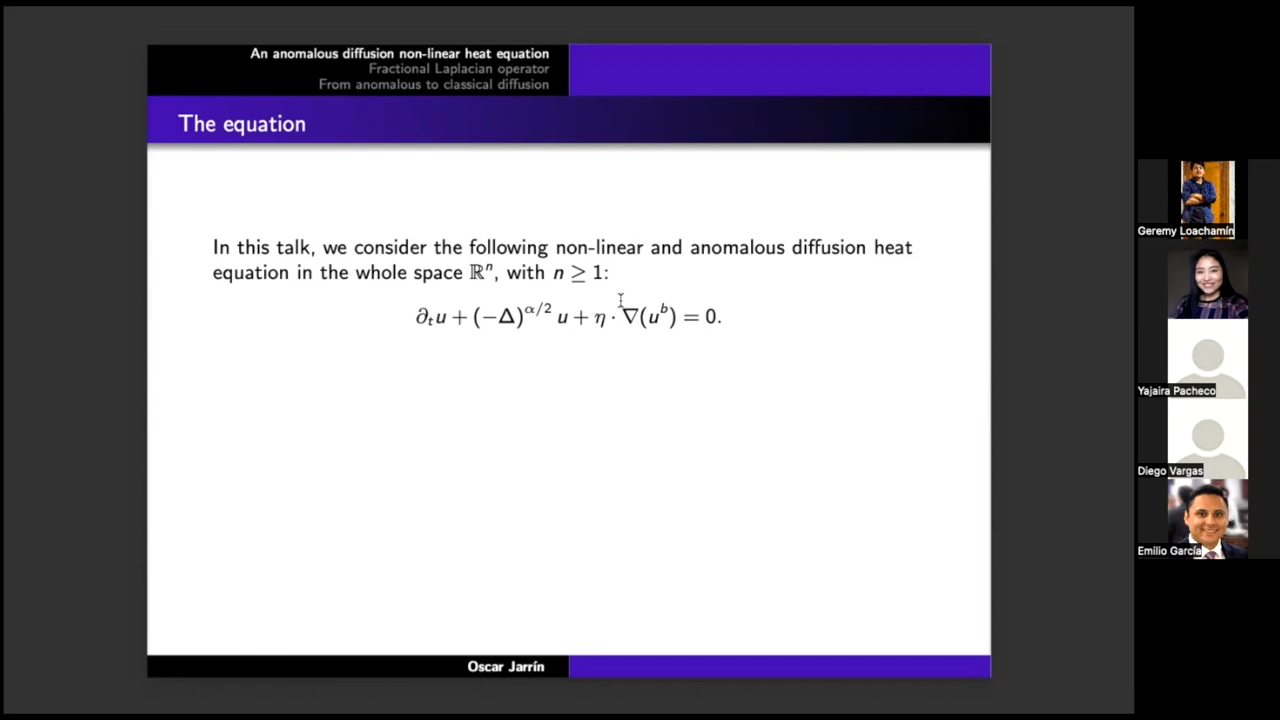 An anomalous diffusion non-linear heat equation
Fractional Laplacian operator
From anomalous to classical diffusion
The equation
In this talk, we consider the following non-linear and anomalous diffusion heat
equation in the whole space ℝⁿ, with n ≥ 1:
∂ₜu + (−Δ)^{α/2} u + η · ∇(u^b) = 0.
Oscar Jarrín
Geremy Loachamín
Yajaira Pacheco
Diego Vargas
Emilio García